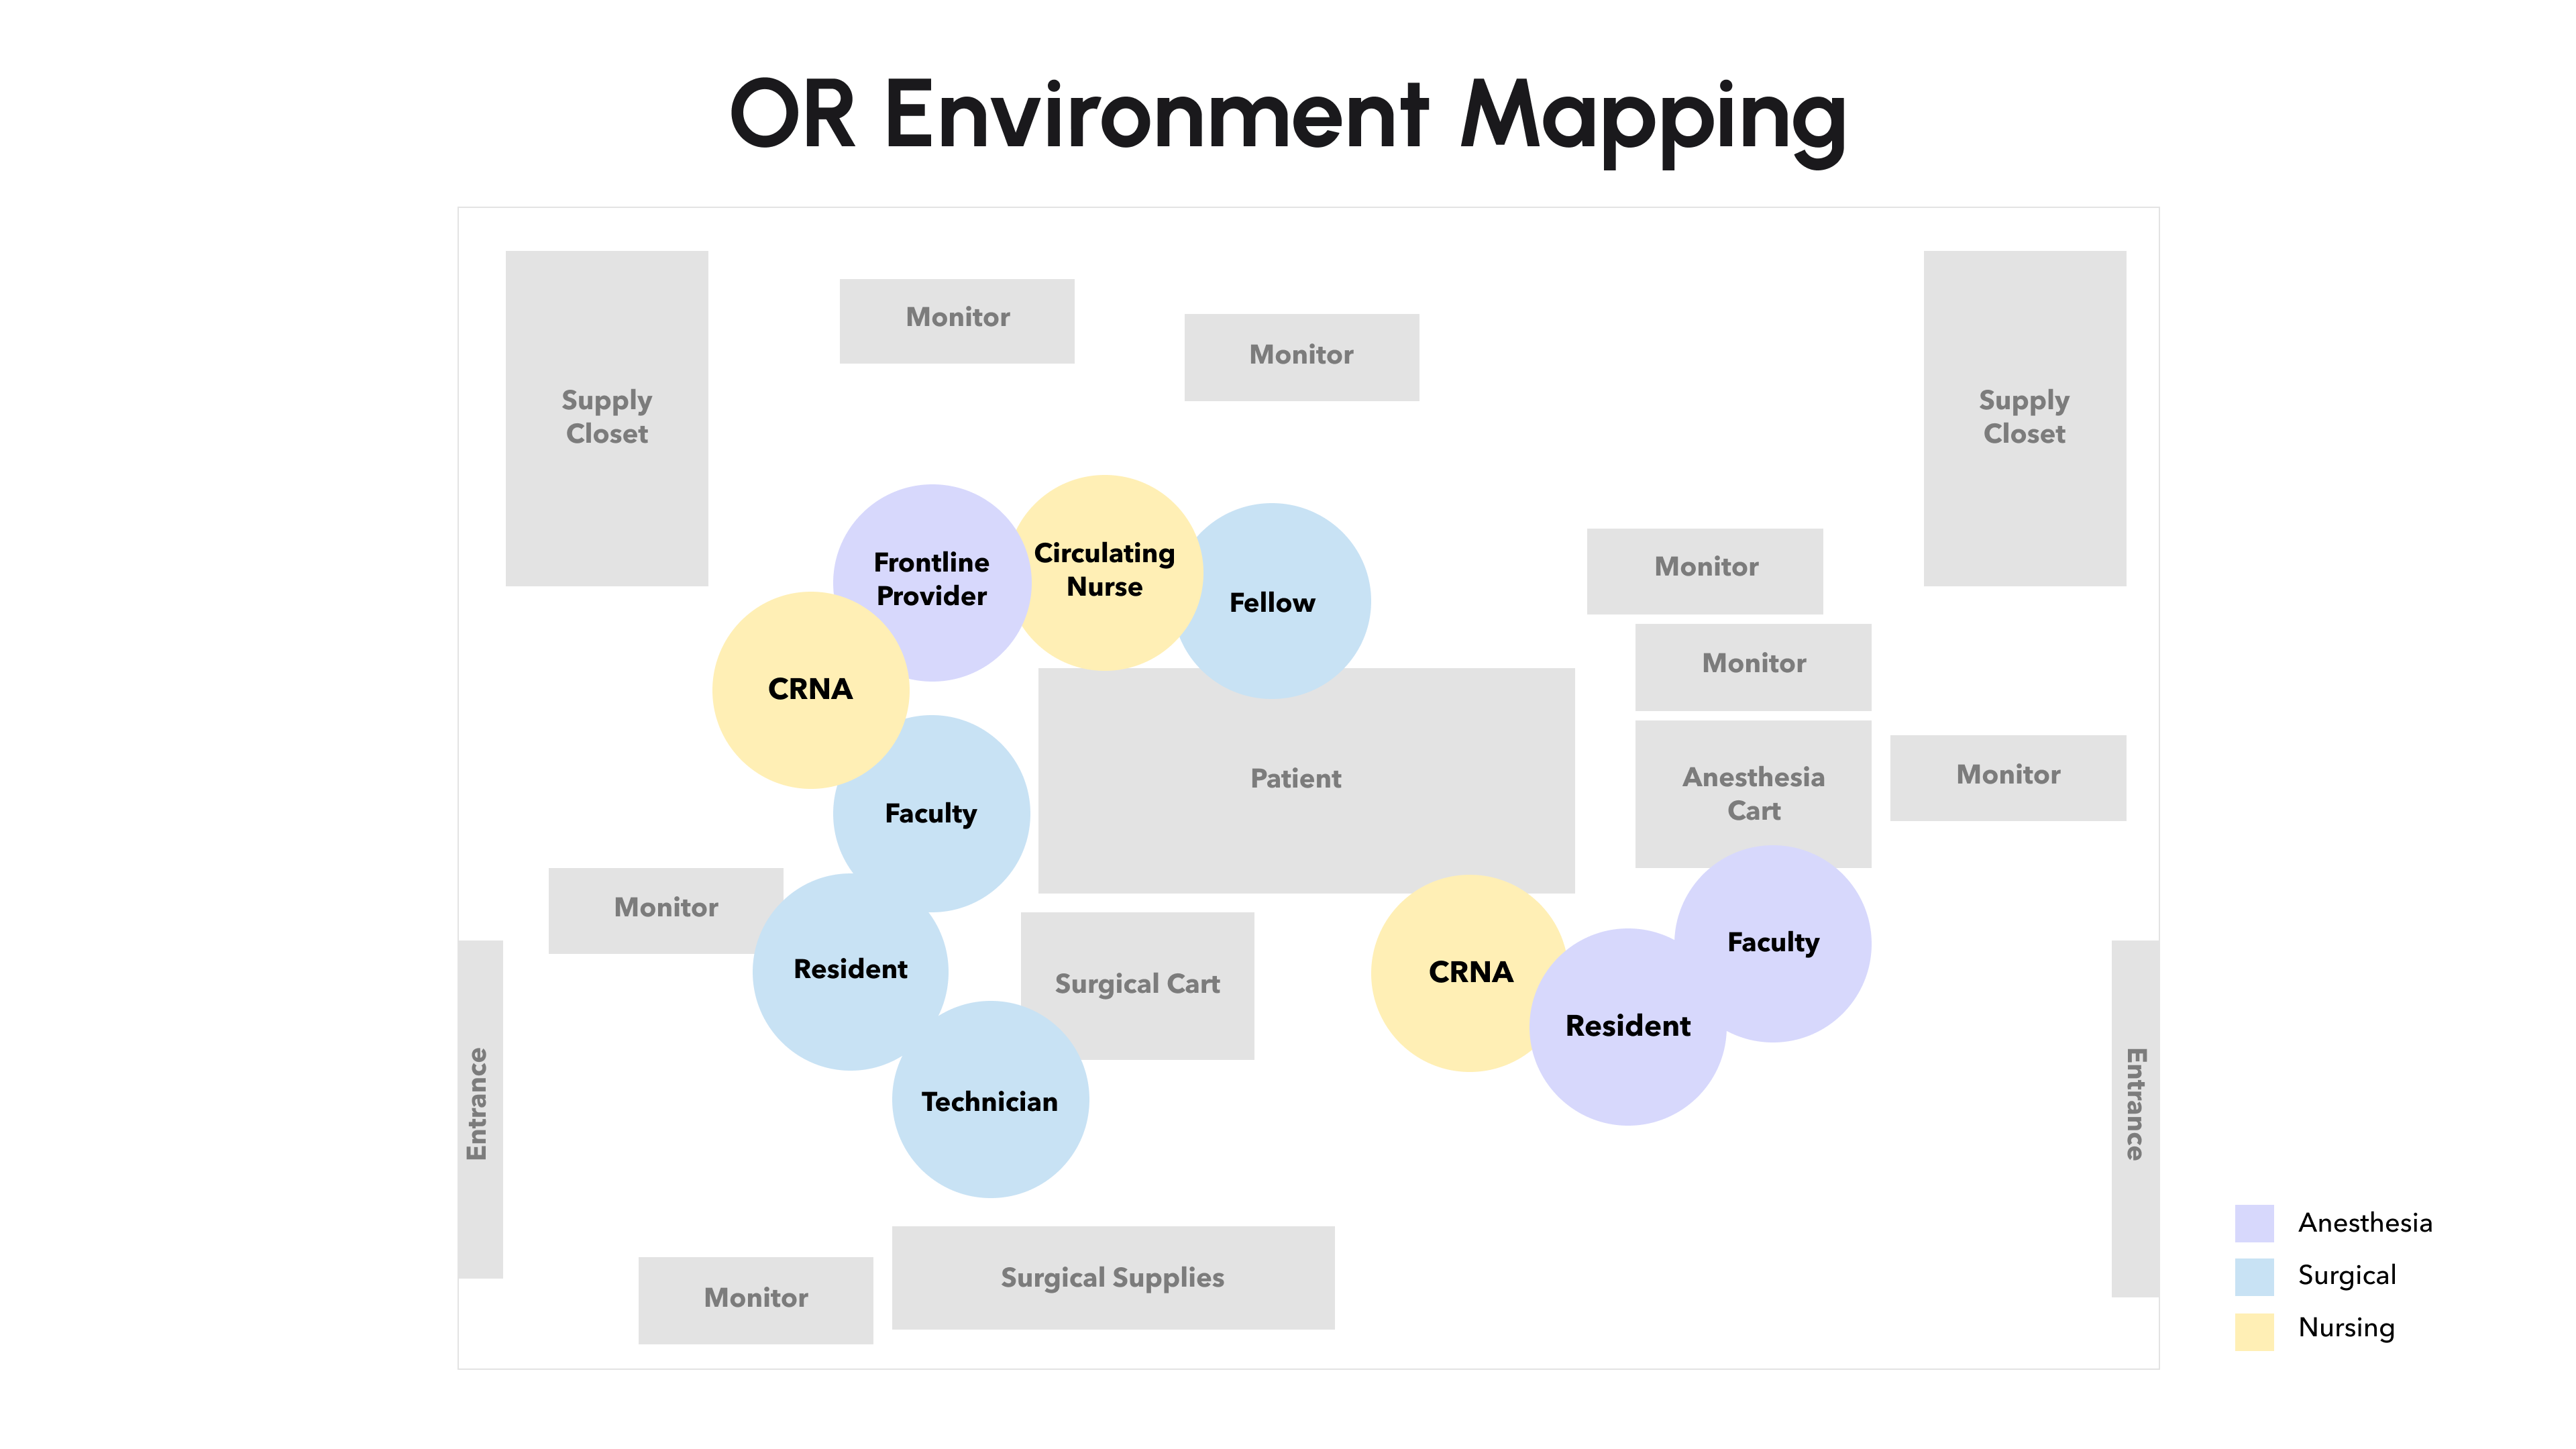 OR Environment Mapping
Monitor
Monitor
Supply
Closet
Supply
Closet
Frontline
Provider
Circulating
Nurse
Fellow
Monitor
Monitor
CRNA
Patient
Anesthesia
Cart
Monitor
Faculty
Monitor
Resident
Surgical Cart
CRNA
Faculty
Resident
Technician
Entrance
Entrance
Surgical Supplies
Monitor
Anesthesia
Surgical
Nursing